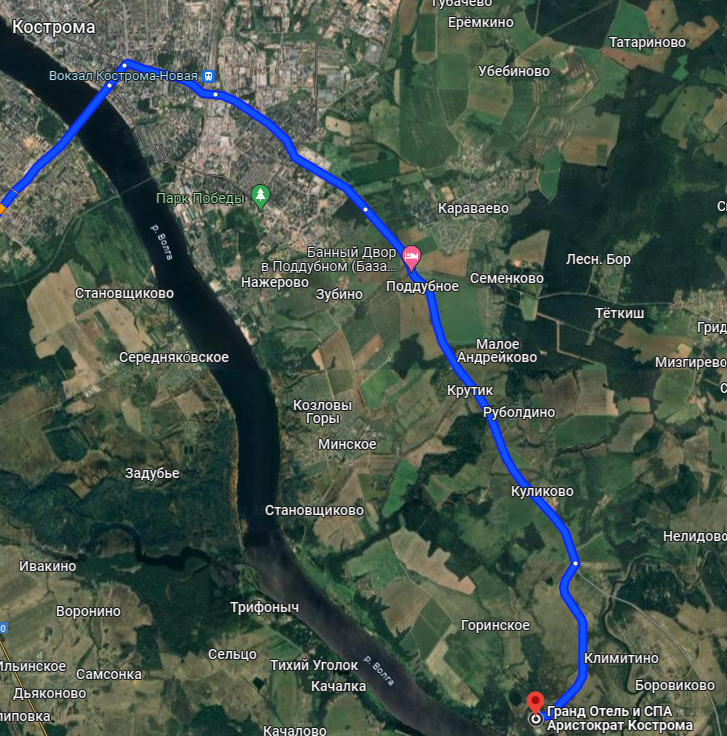 Губачево
Кострома
Ерёмкино
Татариново
Вокзал Кострома-Новая
Убебиново
Парк Победы
Караваево
р. Волга
Банный Двор
в Поддубном (База...
Лесн. Бор
Нажерово
Поддубное
Семенково
Становщиково
Зубино
Тёткиш
Грид
Середняковское
Малое
Андрейково
Мизгирево
Крутик
Козловы
Горы
Руболдино
Минское
Задубье
Куликово
Становщиково
Нелидово
Ивакино
Воронино
Трифоныч
Горинское
Сельцо
Тихий Уголок
р. Волга
Климитино
Ильинское
Самсонка
Качалка
Боровиково
Дьяконово
Гранд Отель и СПА
Аристократ Кострома
липовка
Качалово